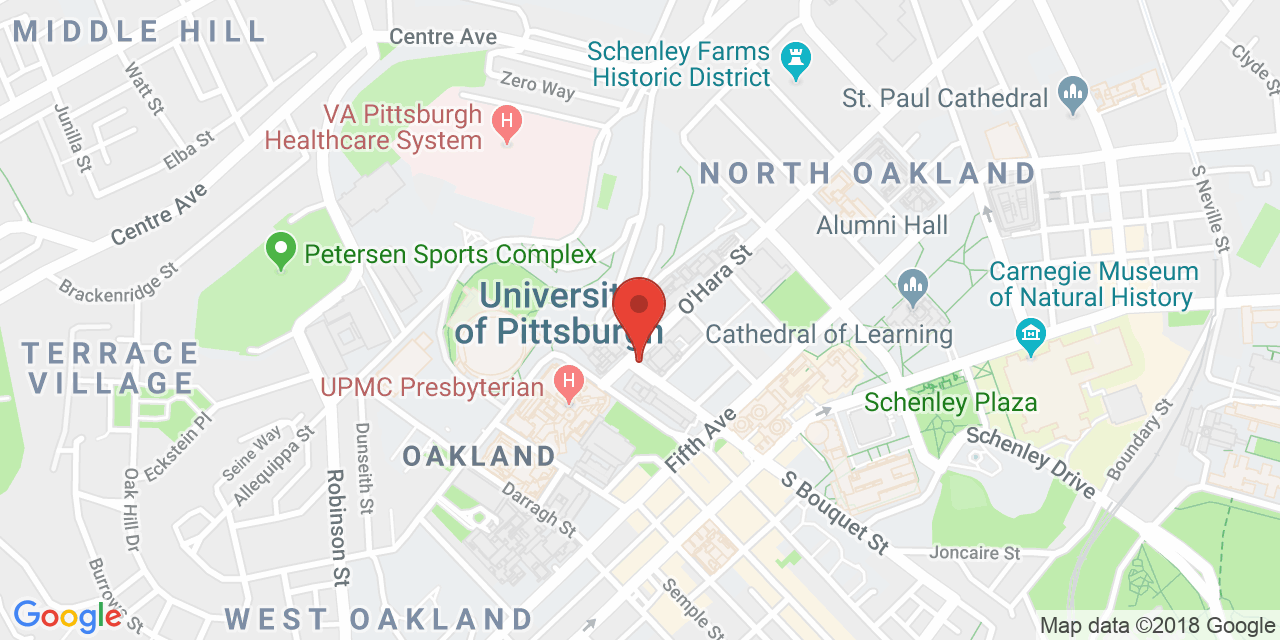 MIDDLE HILL
Centre Ave
Schenley Farms
Historic District
Clyde St
Watt St
Zero Way
St. Paul Cathedral
Junilla St
VA Pittsburgh
Healthcare System
Elba St
NORTH OAKLAND
S Neville St
Centre Ave
Alumni Hall
Petersen Sports Complex
O'Hara St
Brackenridge St
Carnegie Museum
of Natural History
University
of Pittsburgh
Cathedral of Learning
TERRACE
VILLAGE
UPMC Presbyterian
Schenley Plaza
Eckstein Pl
Seine Way
Allequippa St
Dunseith St
OAKLAND
Fifth Ave
Schenley Drive
Boundary St
Oak Hill Dr
Robinson St
Darragh St
S Bouquet St
Joncaire St
Burrows St
Semple St
WEST OAKLAND
Google
Map data ©2018 Google